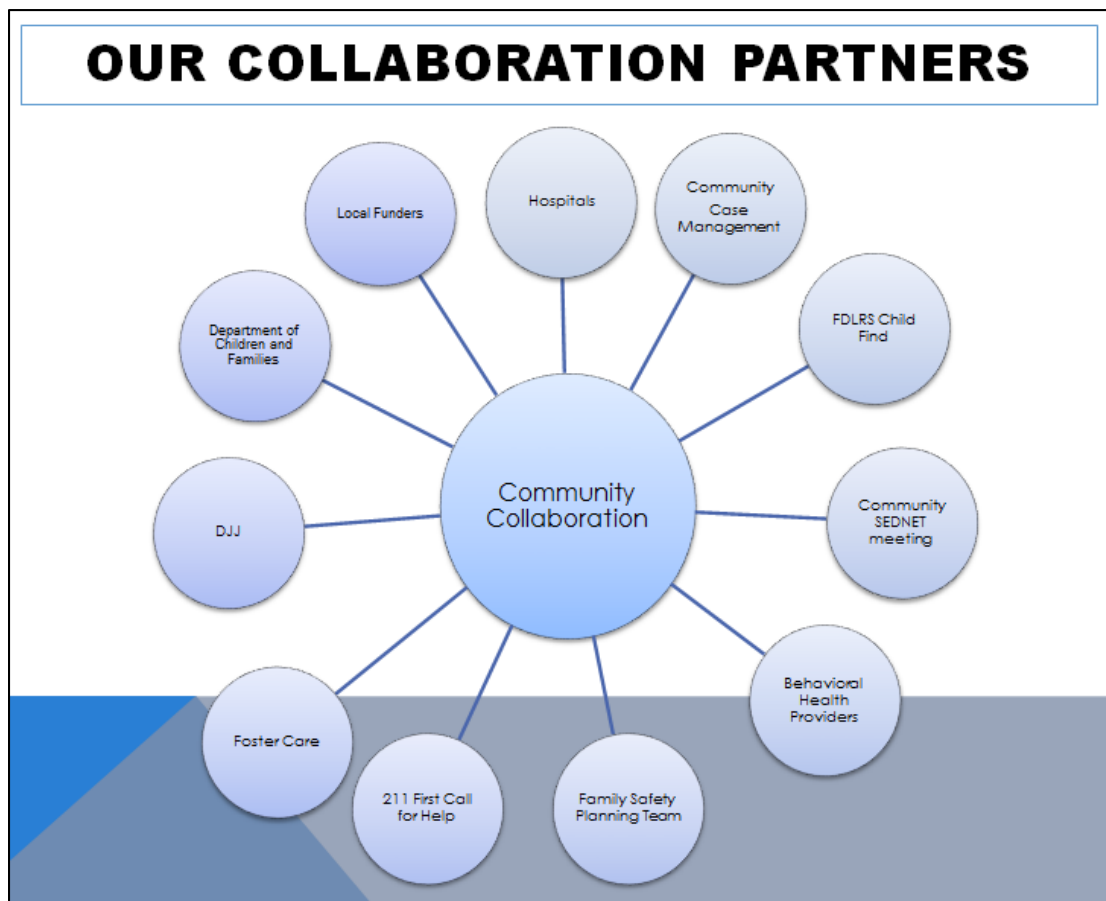 OUR COLLABORATION PARTNERS
Hospitals
Community
Case
Management
FDLRS Child
Find
Community
SEDNET
meeting
Behavioral
Health
Providers
Family Safety
Planning Team
211 First Call
for Help
Foster Care
DJJ
Department of
Children and
Families
Local Funders
Community
Collaboration